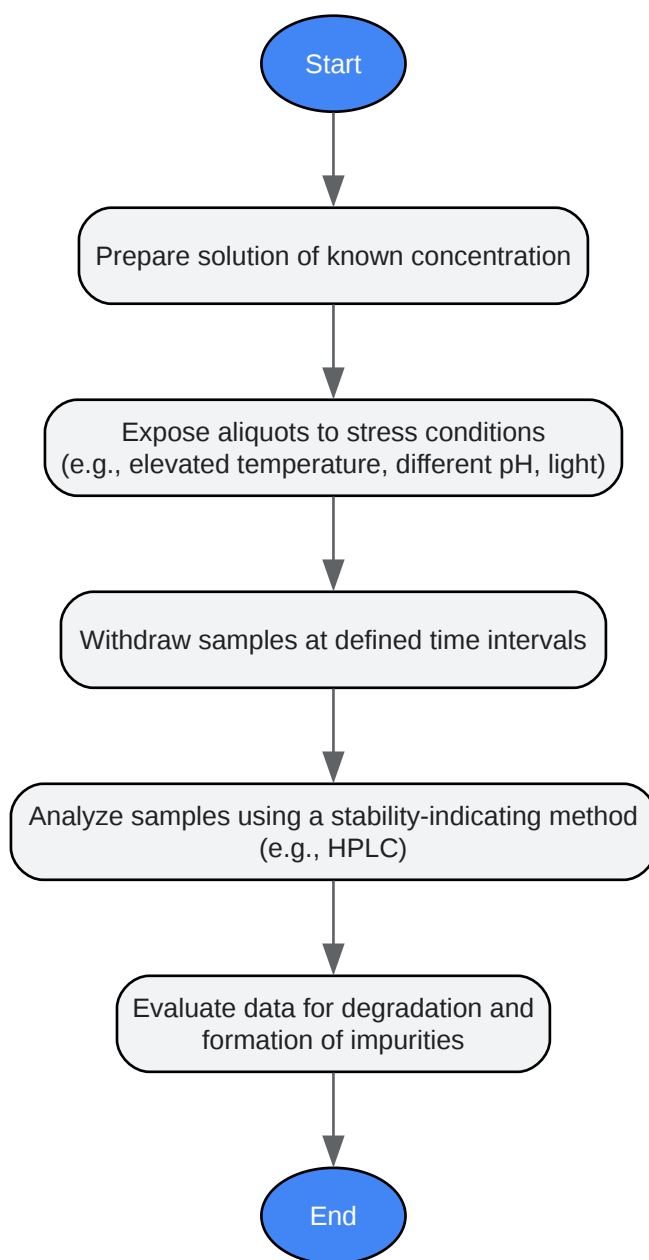 Start
Prepare solution of known concentration
Expose aliquots to stress conditions
(e.g., elevated temperature, different pH, light)
Withdraw samples at defined time intervals
Analyze samples using a stability-indicating method
(e.g., HPLC)
Evaluate data for degradation and
formation of impurities
End